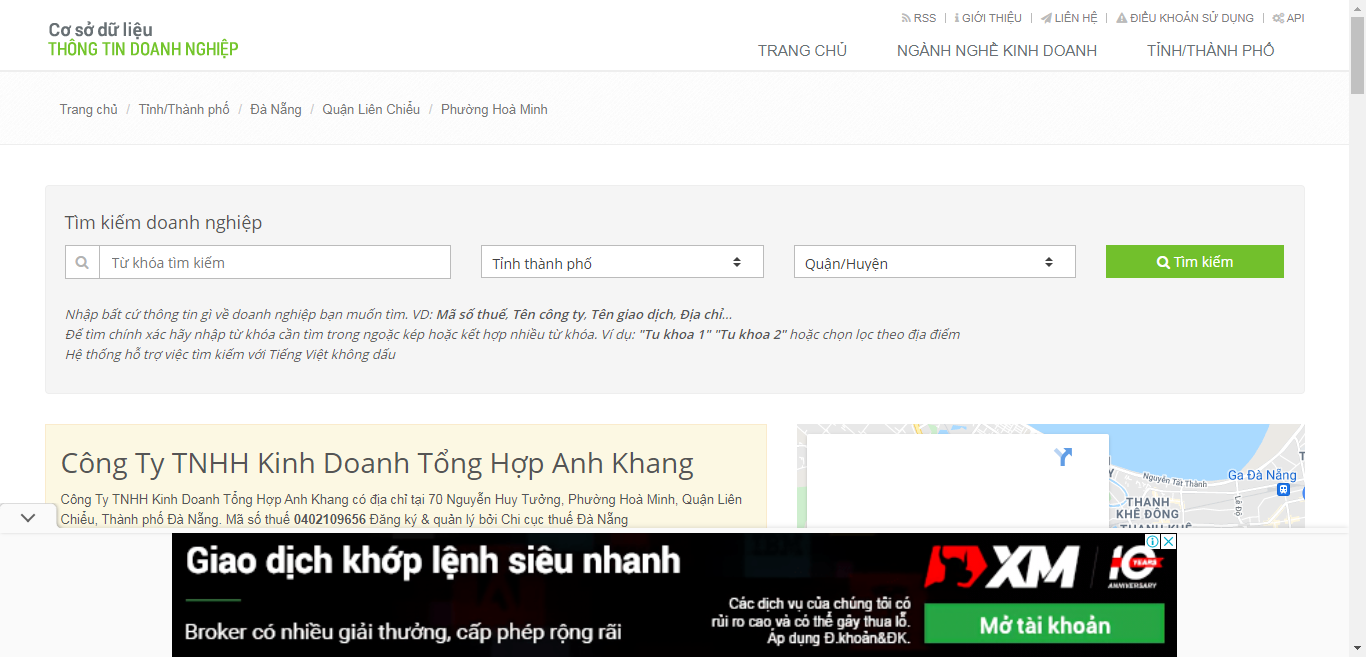 RSS | GIỚI THIỆU | LIÊN HỆ | ĐIỀU KHOẢN SỬ DỤNG | API
Cơ sở dữ liệu
THÔNG TIN DOANH NGHIỆP
TRANG CHỦ NGÀNH NGHỀ KINH DOANH TỈNH/THÀNH PHỐ
Trang chủ / Tỉnh/Thành phố / Đà Nẵng / Quận Liên Chiểu / Phường Hoà Minh
Tìm kiếm doanh nghiệp
Từ khóa tìm kiếm Tỉnh thành phố Quận/Huyện Tìm kiếm
Nhập bất cứ thông tin gì về doanh nghiệp bạn muốn tìm. VD: Mã số thuế, Tên công ty, Tên giao dịch, Địa chỉ...
Để tìm chính xác hãy nhập từ khóa cần tìm trong ngoặc kép hoặc kết hợp nhiều từ khóa. Ví dụ: "Tu khoa 1" "Tu khoa 2" hoặc chọn lọc theo địa điểm
Hệ thống hỗ trợ việc tìm kiếm với Tiếng Việt không dấu
Công Ty TNHH Kinh Doanh Tổng Hợp Anh Khang
Công Ty TNHH Kinh Doanh Tổng Hợp Anh Khang có địa chỉ tại 70 Nguyễn Huy Tưởng, Phường Hoà Minh, Quận Liên
Chiểu, Thành phố Đà Nẵng. Mã số thuế 0402109656 Đăng ký & quản lý bởi Chi cục thuế Đà Nẵng
Nguyễn Tất Thành
Ga Đà Nẵng
Lê Độ
THANH
KHÊ ĐÔNG
THANH KHÊ
Giao dịch khớp lệnh siêu nhanh
Broker có nhiều giải thưởng, cấp phép rộng rãi
Các dịch vụ của chúng tôi có
rủi ro cao và có thể gây thua lỗ.
Áp dụng Đ.khoản&ĐK.
XM
10
YEARS
ANNIVERSARY
Mở tài khoản